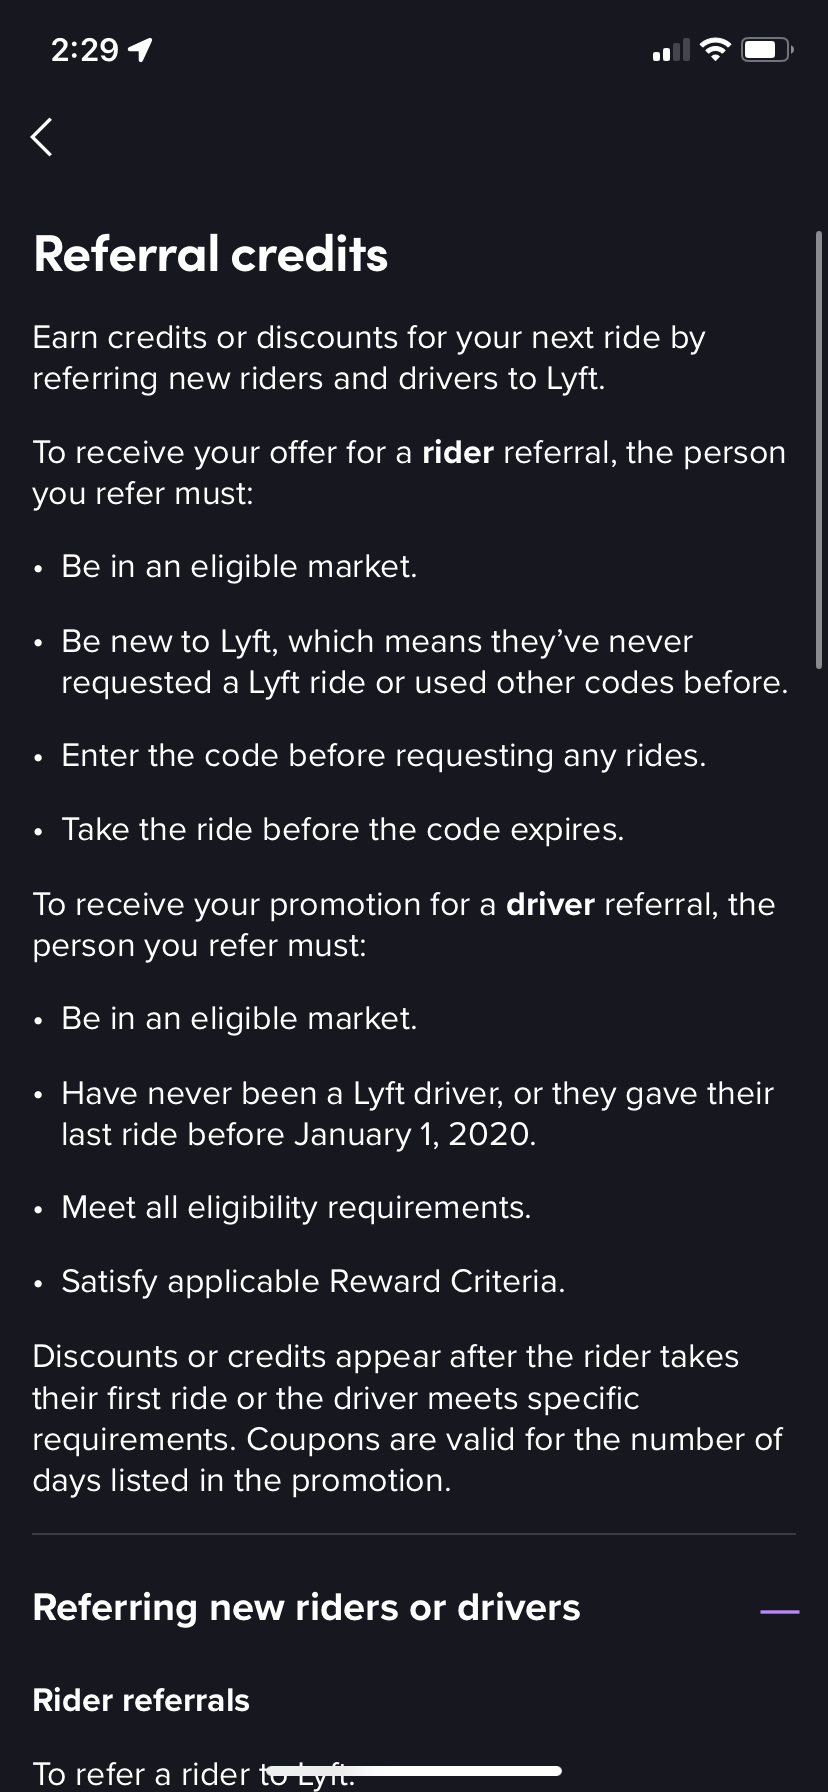 2:29
Referral credits
Earn credits or discounts for your next ride by
referring new riders and drivers to Lyft.
To receive your offer for a rider referral, the person
you refer must:
• Be in an eligible market.
• Be new to Lyft, which means they’ve never
requested a Lyft ride or used other codes before.
• Enter the code before requesting any rides.
• Take the ride before the code expires.
To receive your promotion for a driver referral, the
person you refer must:
• Be in an eligible market.
• Have never been a Lyft driver, or they gave their
last ride before January 1, 2020.
• Meet all eligibility requirements.
• Satisfy applicable Reward Criteria.
Discounts or credits appear after the rider takes
their first ride or the driver meets specific
requirements. Coupons are valid for the number of
days listed in the promotion.
Referring new riders or drivers
Rider referrals
To refer a rider to Lyft: